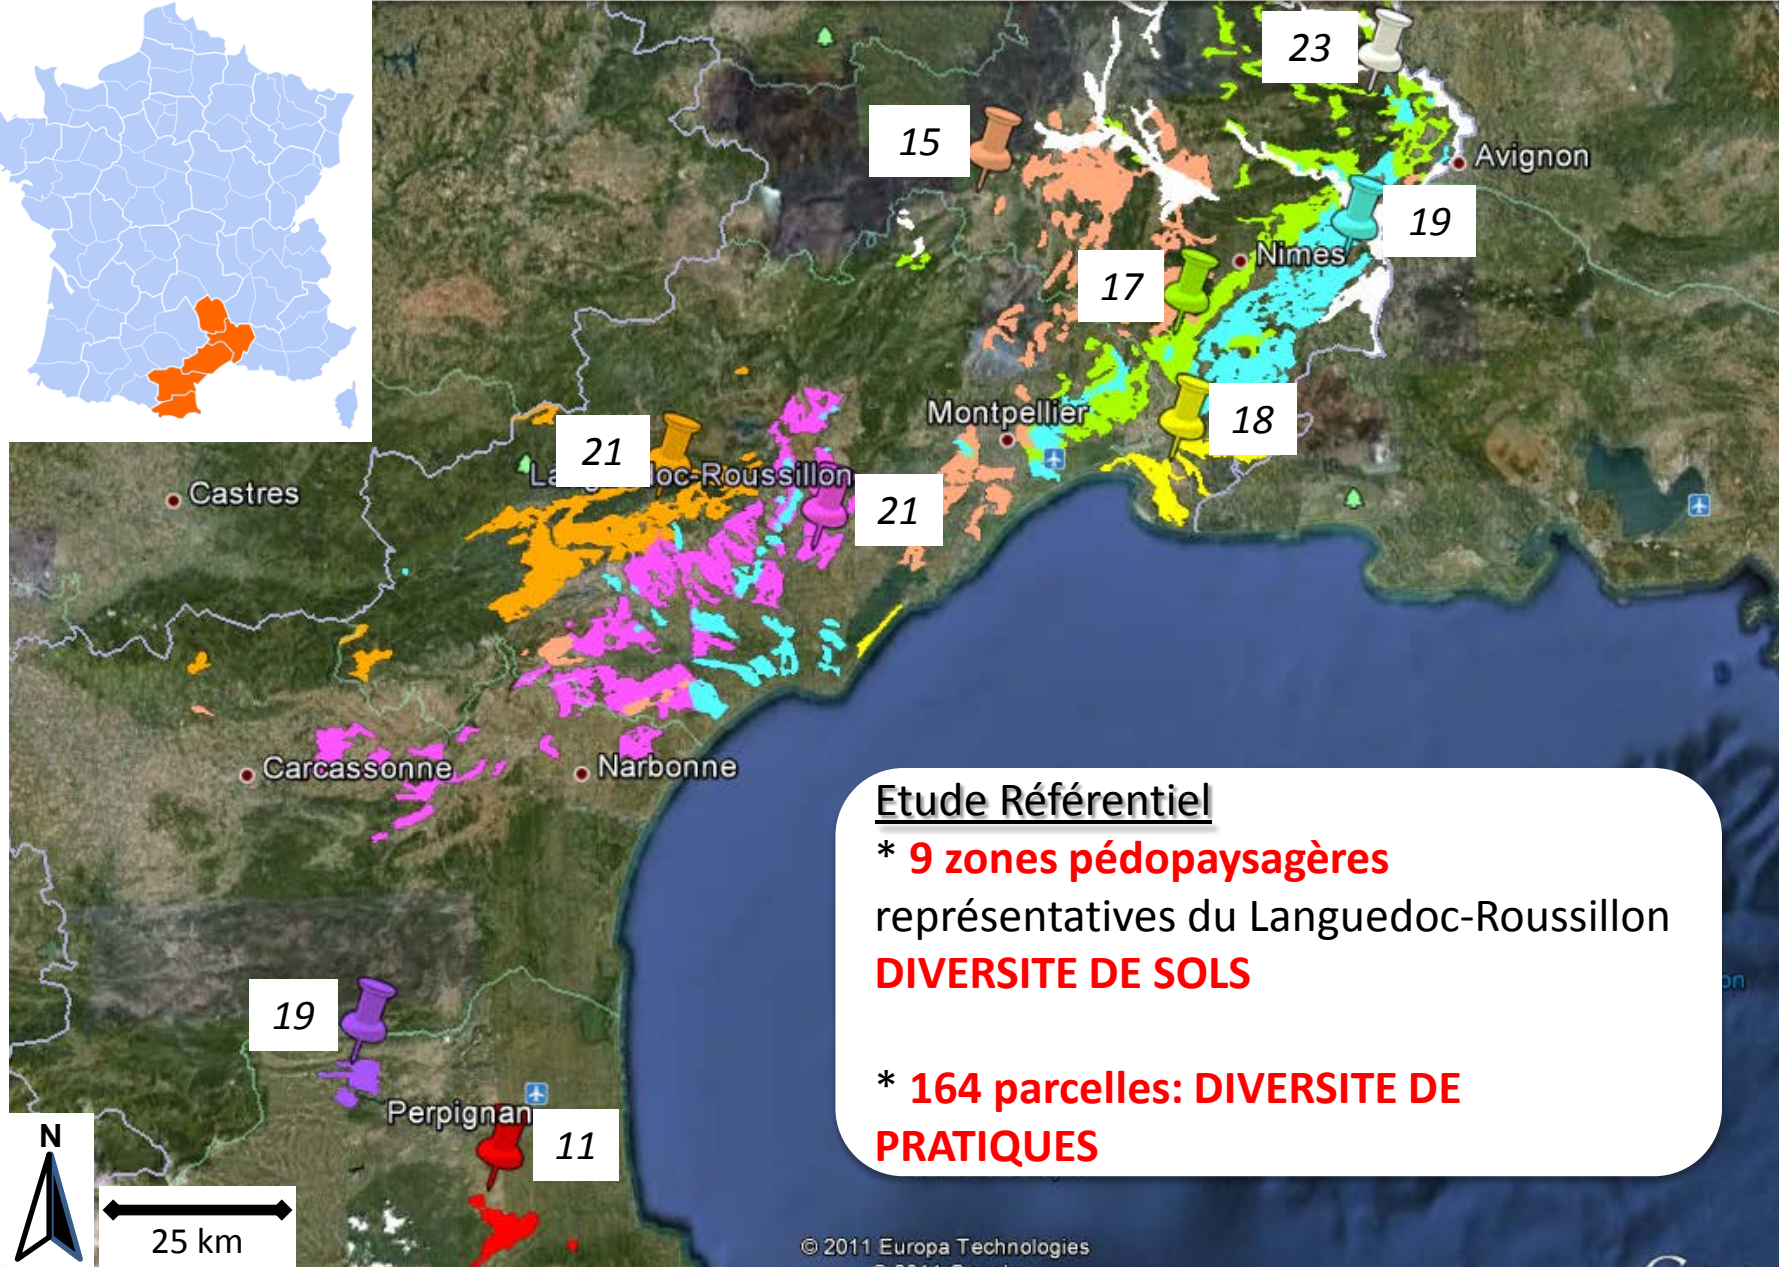 23
15
Avignon
19
Nimes
17
Montpellier
18
21
Languedoc-Roussillon
21
Castres
Carcassonne
Narbonne
Etude Référentiel
* 9 zones pédopaysagères
représentatives du Languedoc-Roussillon
DIVERSITE DE SOLS
* 164 parcelles: DIVERSITE DE
PRATIQUES
19
Perpignan
11
N
25 km
© 2011 Europa Technologies